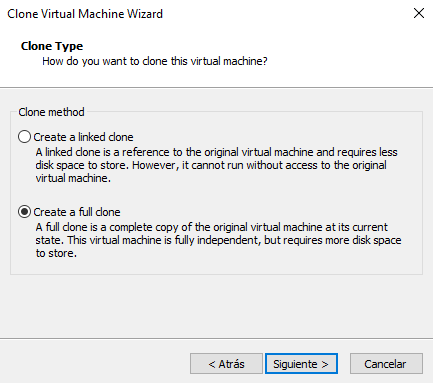 Clone Virtual Machine Wizard
Clone Type
How do you want to clone this virtual machine?
Clone method
Create a linked clone
A linked clone is a reference to the original virtual machine and requires less
disk space to store. However, it cannot run without access to the original
virtual machine.
Create a full clone
A full clone is a complete copy of the original virtual machine at its current
state. This virtual machine is fully independent, but requires more disk space
to store.
< Atrás
Siguiente >
Cancelar